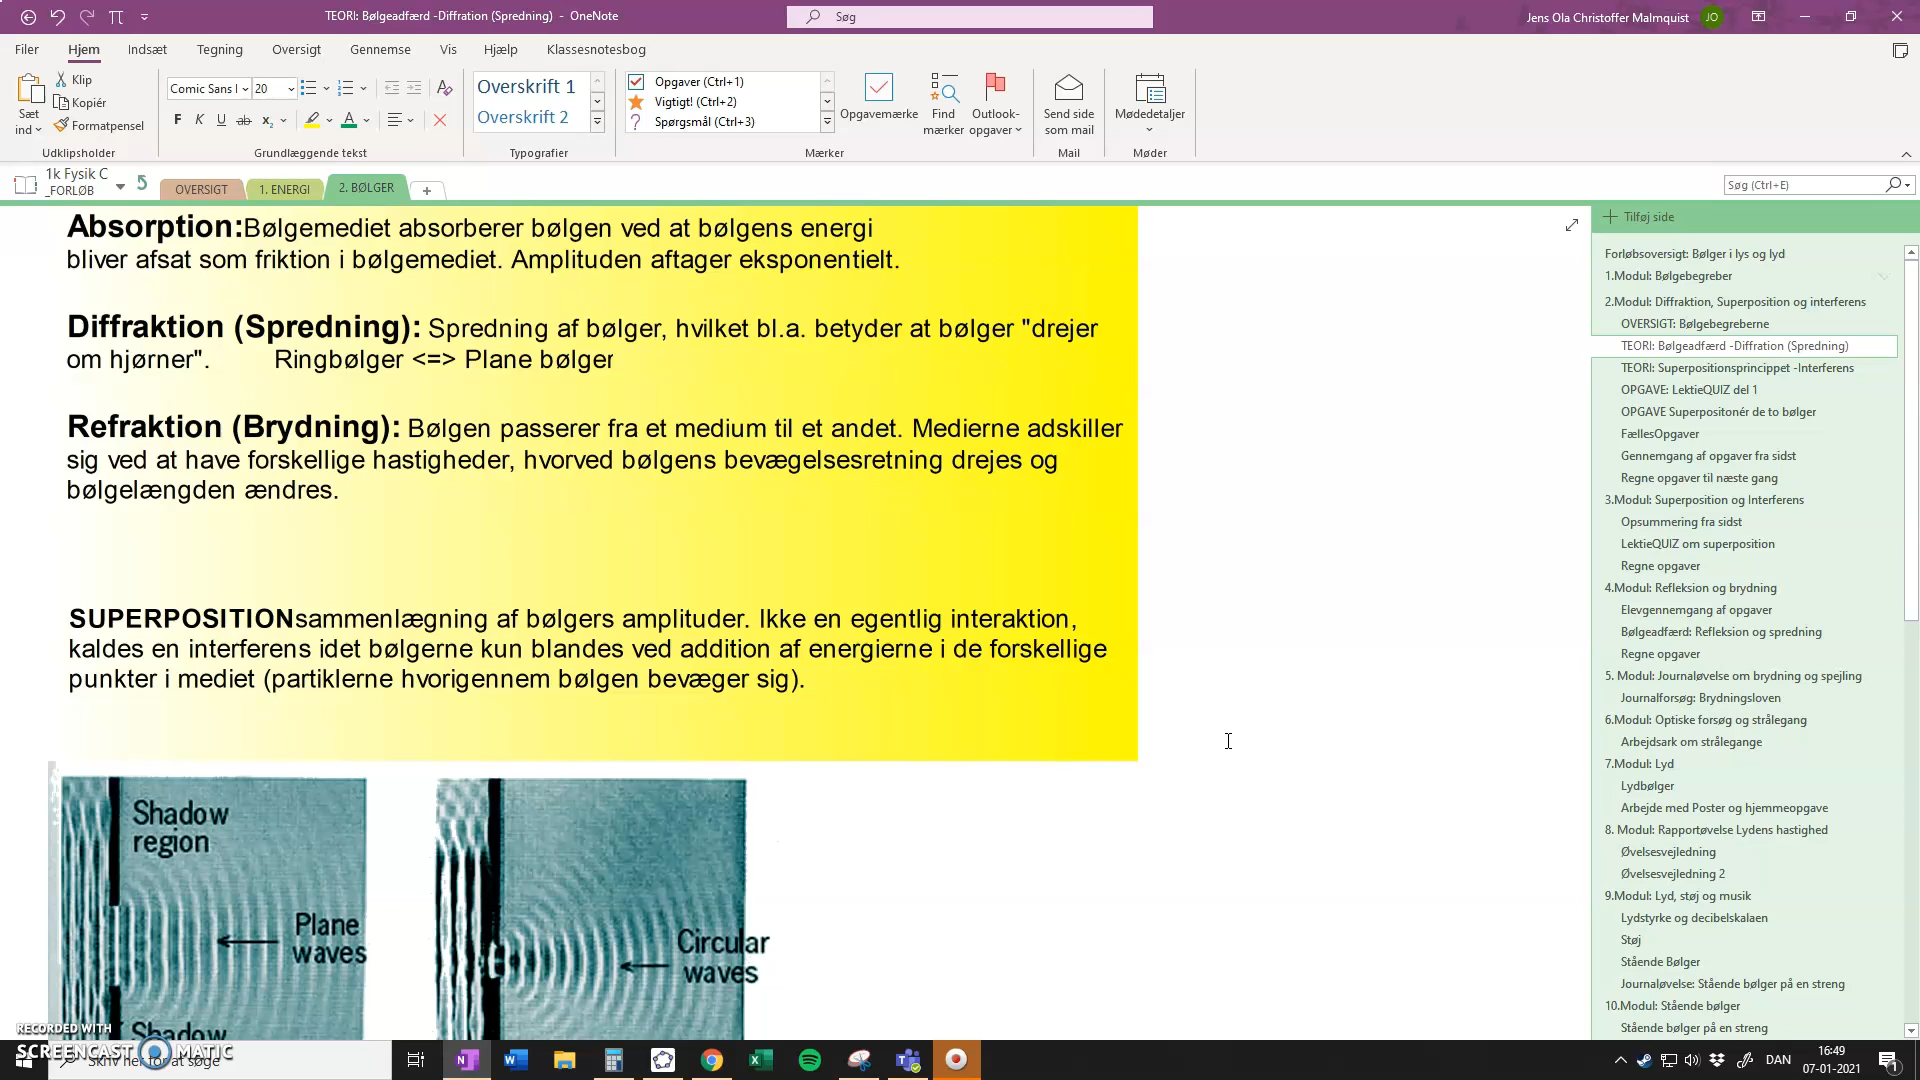 TEORI: Bølgeadfærd -Diffration (Spredning) - OneNote
Søg
Jens Ola Christoffer Malmquist
JO
Filer
Hjem
Indsæt
Tegning
Oversigt
Gennemse
Vis
Hjælp
Klassesnotesbog
Sæt
ind
Klip
Kopiér
Formatpensel
Udklipsholder
Comic Sans
20
F K U ab x₂ A
Grundlæggende tekst
Overskrift 1
Overskrift 2
Typografier
Opgaver (Ctrl+1)
Vigtigt! (Ctrl+2)
Spørgsmål (Ctrl+3)
Opgavemærke
Find
mærker
Outlook-
opgaver
Mærker
Send side
som mail
Mail
Mødedetaljer
Møder
1k Fysik C
_FORLØB
OVERSIGT
1. ENERGI
2. BØLGER
Søg (Ctrl+E)
Absorption:Bølgemediet absorberer bølgen ved at bølgens energi
bliver afsat som friktion i bølgemediet. Amplituden aftager eksponentielt.
Diffraktion (Spredning): Spredning af bølger, hvilket bl.a. betyder at bølger "drejer
om hjørner". Ringbølger <=> Plane bølger
Refraktion (Brydning): Bølgen passerer fra et medium til et andet. Medierne adskiller
sig ved at have forskellige hastigheder, hvorved bølgens bevægelsesretning drejes og
bølgelængden ændres.
SUPERPOSITIONsammenlægning af bølgers amplituder. Ikke en egentlig interaktion,
kaldes en interferens idet bølgerne kun blandes ved addition af energierne i de forskellige
punkter i mediet (partiklerne hvorigennem bølgen bevæger sig).
Shadow
region
Plane
waves
Shadow
Circular
waves
Tilføj side
Forløbsoversigt: Bølger i lys og lyd
1.Modul: Bølgebegreber
2.Modul: Diffraktion, Superposition og interferens
OVERSIGT: Bølgebegreberne
TEORI: Bølgeadfærd -Diffration (Spredning)
TEORI: Superpositionsprincippet -Interferens
OPGAVE: LektieQUIZ del 1
OPGAVE Superpositonér de to bølger
FællesOpgaver
Gennemgang af opgaver fra sidst
Regne opgaver til næste gang
3.Modul: Superposition og Interferens
Opsummering fra sidst
LektieQUIZ om superposition
Regne opgaver
4.Modul: Refleksion og brydning
Elevgennemgang af opgaver
Bølgeadfærd: Refleksion og spredning
Regne opgaver
5. Modul: Journaløvelse om brydning og spejling
Journalforsøg: Brydningsloven
6.Modul: Optiske forsøg og strålegang
Arbejdsark om strålegange
7.Modul: Lyd
Lydbølger
Arbejde med Poster og hjemmeopgave
8. Modul: Rapportøvelse Lydens hastighed
Øvelsesvejledning
Øvelsesvejledning 2
9.Modul: Lyd, støj og musik
Lydstyrke og decibelskalaen
Støj
Stående Bølger
Journaløvelse: Stående bølger på en streng
10.Modul: Stående bølger
Stående bølger på en streng
RECORDED WITH
SCREENCAST MATIC
Skriv her for at søge
DAN
16:49
07-01-2021
1